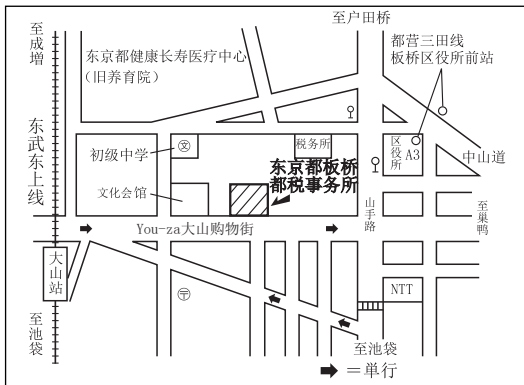 至户田桥
至成增
东京都健康长寿医疗中心
（旧养育院）
都营三田线
板桥区役所前站
东武东上线
初级中学
文
税务所
区役所
A3
中山道
东京都板桥
都税事务所
文化会馆
You-za大山购物街
山手路
至巢鸭
大山站
〒
NTT
至池袋
至池袋
＝单行